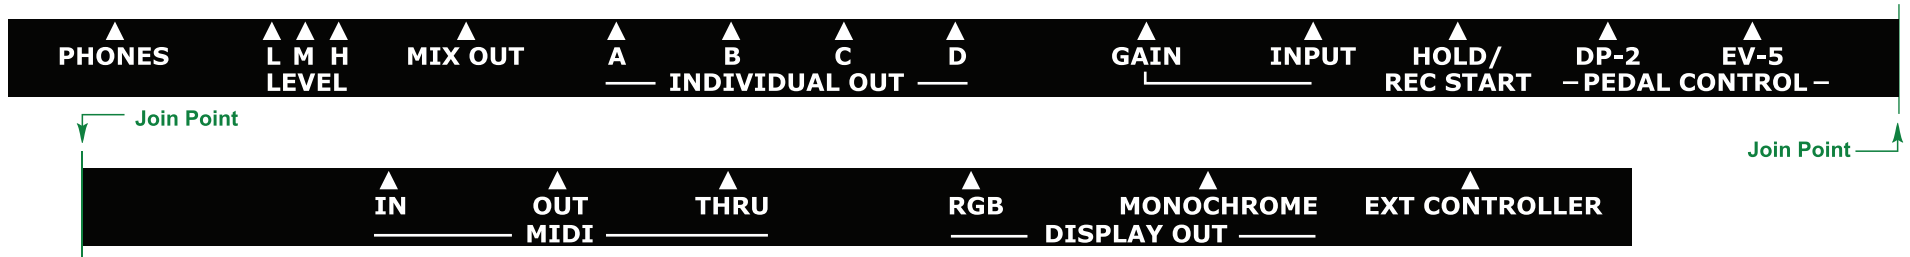 PHONES L M H MIX OUT A B C D GAIN INPUT HOLD/ DP-2 EV-5
LEVEL INDIVIDUAL OUT REC START PEDAL CONTROL
Join Point
Join Point
IN OUT THRU RGB MONOCHROME EXT CONTROLLER
MIDI DISPLAY OUT